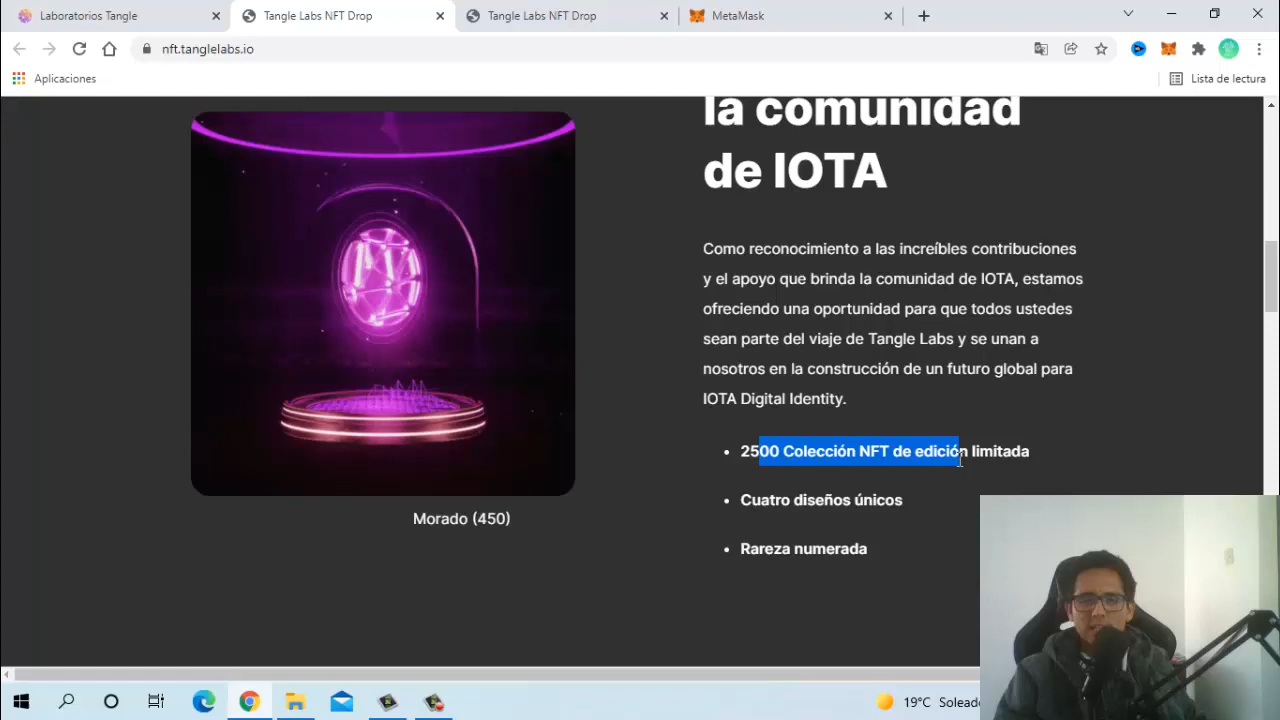 Laboratorios Tangle
Tangle Labs NFT Drop
Tangle Labs NFT Drop
MetaMask
nft.tanglelabs.io
Aplicaciones
Lista de lectura
la comunidad
de IOTA
Como reconocimiento a las increíbles contribuciones
y el apoyo que brinda la comunidad de IOTA, estamos
ofreciendo una oportunidad para que todos ustedes
sean parte del viaje de Tangle Labs y se unan a
nosotros en la construcción de un futuro global para
IOTA Digital Identity.
• 2500 Colección NFT de edición limitada
• Cuatro diseños únicos
• Rareza numerada
Morado (450)
19°C Soleado